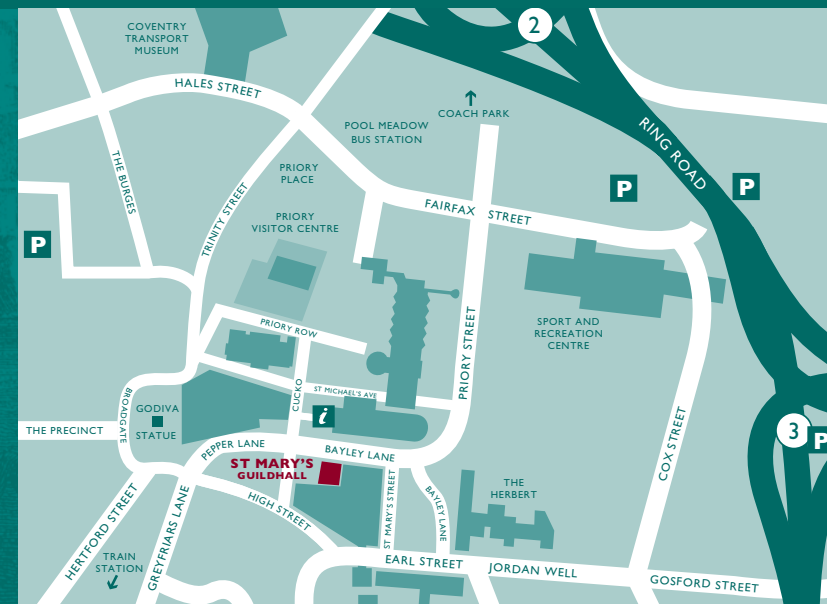 COVENTRY
TRANSPORT
MUSEUM
2
HALES STREET
COACH PARK
POOL MEADOW
BUS STATION
RING ROAD
THE BURGES
PRIORY
PLACE
P
P
TRINITY STREET
PRIORY
VISITOR CENTRE
FAIRFAX STREET
P
PRIORY ROW
SPORT AND
RECREATION
CENTRE
PRIORY STREET
CUCKO
ST MICHAEL'S AVE
BROADGATE
GODIVA
STATUE
i
THE PRECINCT
COX STREET
3
P
PEPPER LANE
BAYLEY LANE
ST MARY'S
GUILDHALL
HIGH STREET
ST MARY'S STREET
BAYLEY LANE
THE
HERBERT
HERTFORD STREET
GREYFRIARS LANE
TRAIN
STATION
EARL STREET
JORDAN WELL
GOSFORD STREET